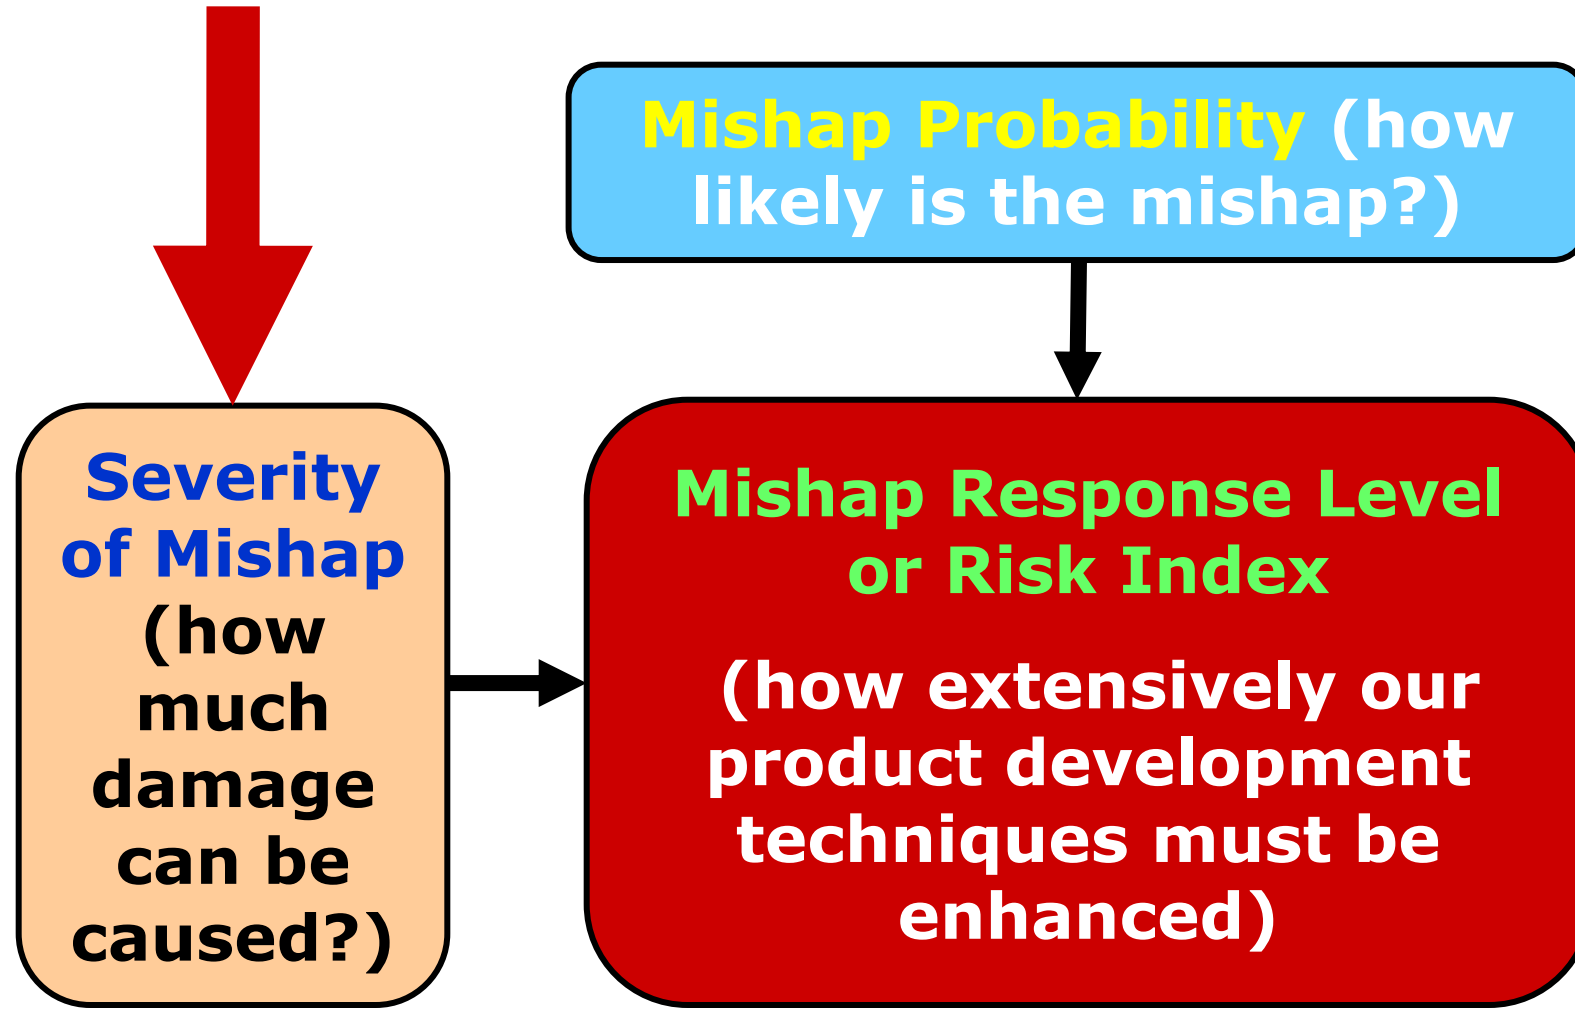 Mishap Probability (how
likely is the mishap?)
Severity
of Mishap
(how
much
damage
can be
caused?)
Mishap Response Level
or Risk Index
(how extensively our
product development
techniques must be
enhanced)